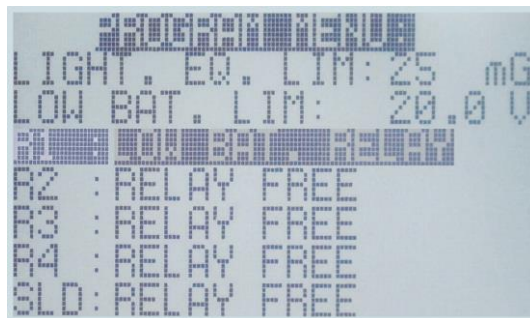 PROGRAM MENU:
LIGHT. EQ. LIM:25 mG
LOW BAT. LIM: 20.0 V
R1 :LOW BAT. RELAY
R2 :RELAY FREE
R3 :RELAY FREE
R4 :RELAY FREE
SLD:RELAY FREE